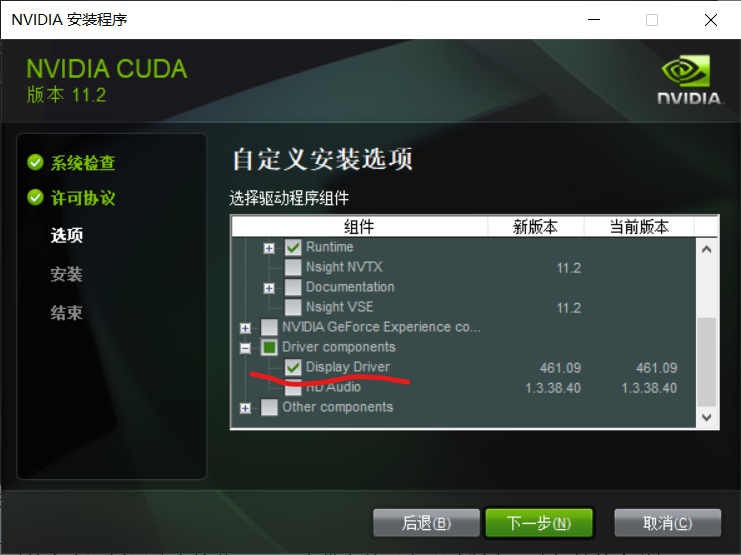 NVIDIA 安装程序
NVIDIA CUDA
版本 11.2
NVIDIA.
系统检查
许可协议
选项
安装
结束
自定义安装选项
选择驱动程序组件
组件 新版本 当前版本
Runtime
Nsight NVTX 11.2
Documentation
Nsight VSE 11.2
NVIDIA GeForce Experience co...
Driver components
Display Driver 461.09 461.09
HD Audio 1.3.38.40 1.3.38.40
Other components
后退(B) 下一步(N) 取消(C)